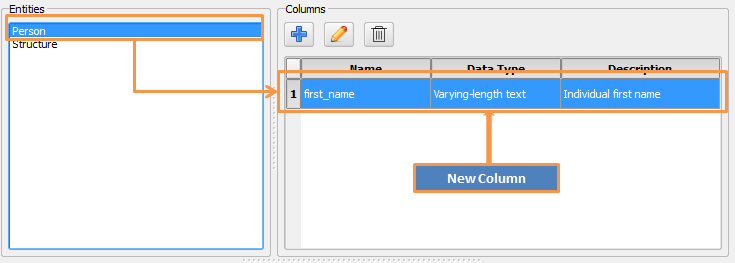 Entities
Person
Structure
Columns
Name Data Type Description
1 first_name Varying-length text Individual first name
New Column